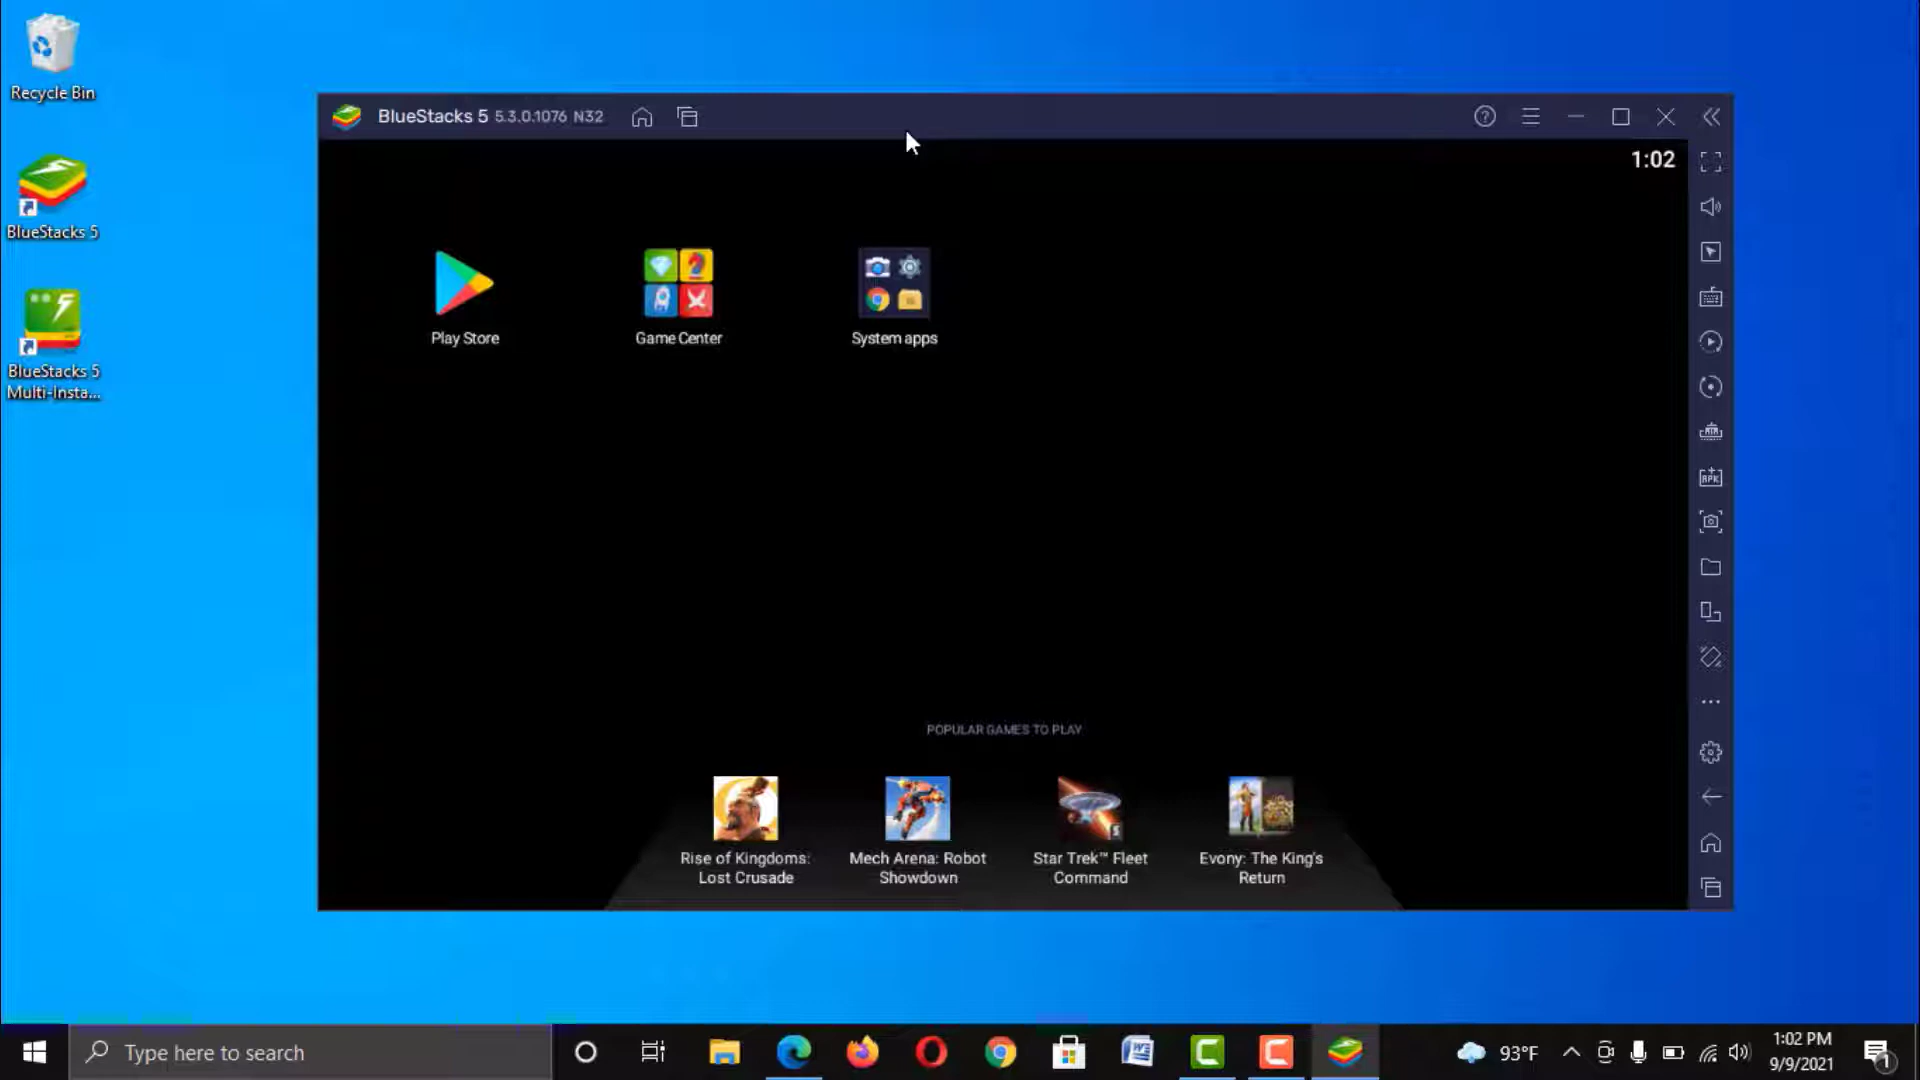 Recycle Bin
BlueStacks 5
BlueStacks 5
Multi-Insta...
BlueStacks 5 5.3.0.1076 N32
1:02
Play Store
Game Center
System apps
POPULAR GAMES TO PLAY
Rise of Kingdoms:
Lost Crusade
Mech Arena: Robot
Showdown
Star Trek™ Fleet
Command
Evony: The King's
Return
Type here to search
93°F
1:02 PM
9/9/2021
1